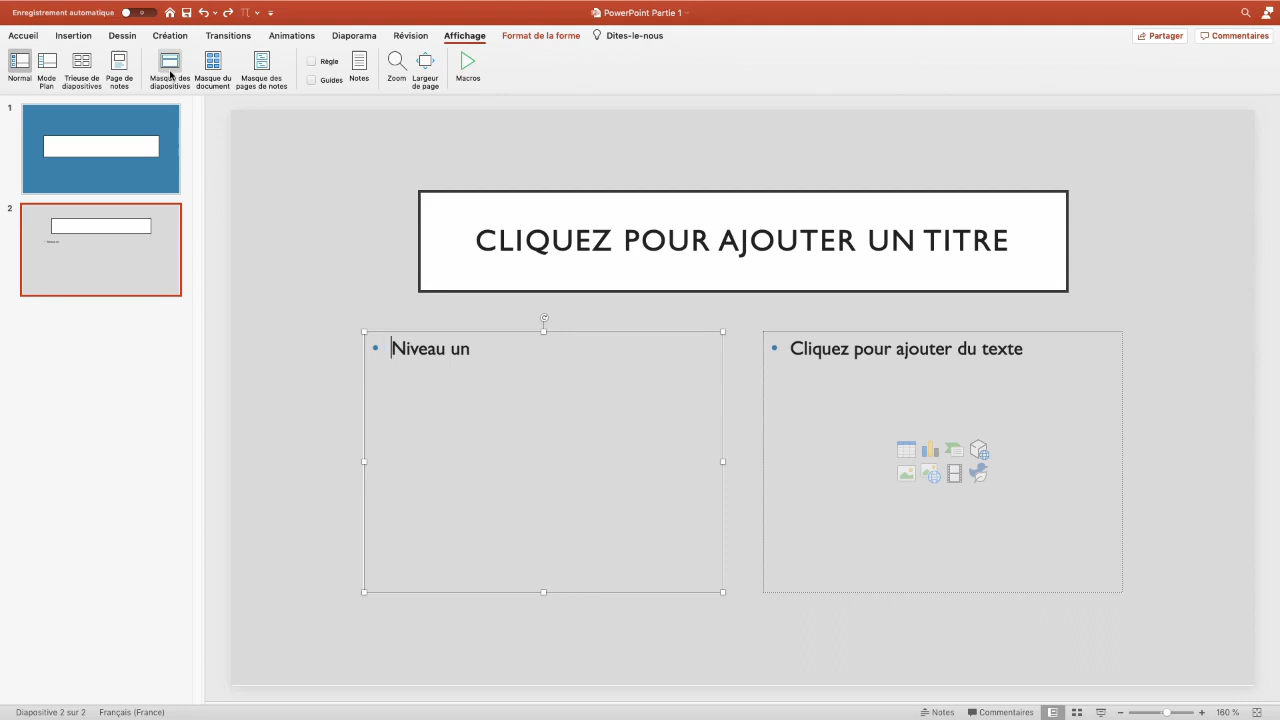 Enregistrement automatique
PowerPoint Partie 1
Accueil Insertion Dessin Création Transitions Animations Diaporama Révision Affichage Format de la forme Dites-le-nous Partager Commentaires
Normal Mode Plan Trieuse de diapositives Page de notes Masque des diapositives Masque du document Masque des pages de notes Règle Guides Notes Zoom Largeur de page Macros
1
2
CLIQUEZ POUR AJOUTER UN TITRE
• Niveau un
• Cliquez pour ajouter du texte
Diapositive 2 sur 2 Français (France) Notes Commentaires 160 %